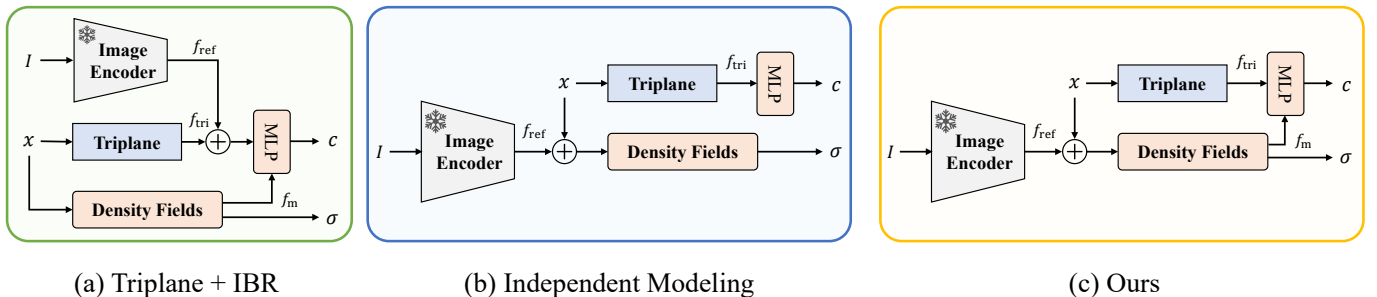 I
Image
Encoder
f_ref
x
Triplane
f_tri
+
MLP
c
Density Fields
f_m
σ
(a) Triplane + IBR
I
Image
Encoder
f_ref
x
+
Triplane
f_tri
MLP
c
Density Fields
σ
(b) Independent Modeling
I
Image
Encoder
f_ref
x
+
Triplane
f_tri
MLP
c
Density Fields
f_m
σ
(c) Ours